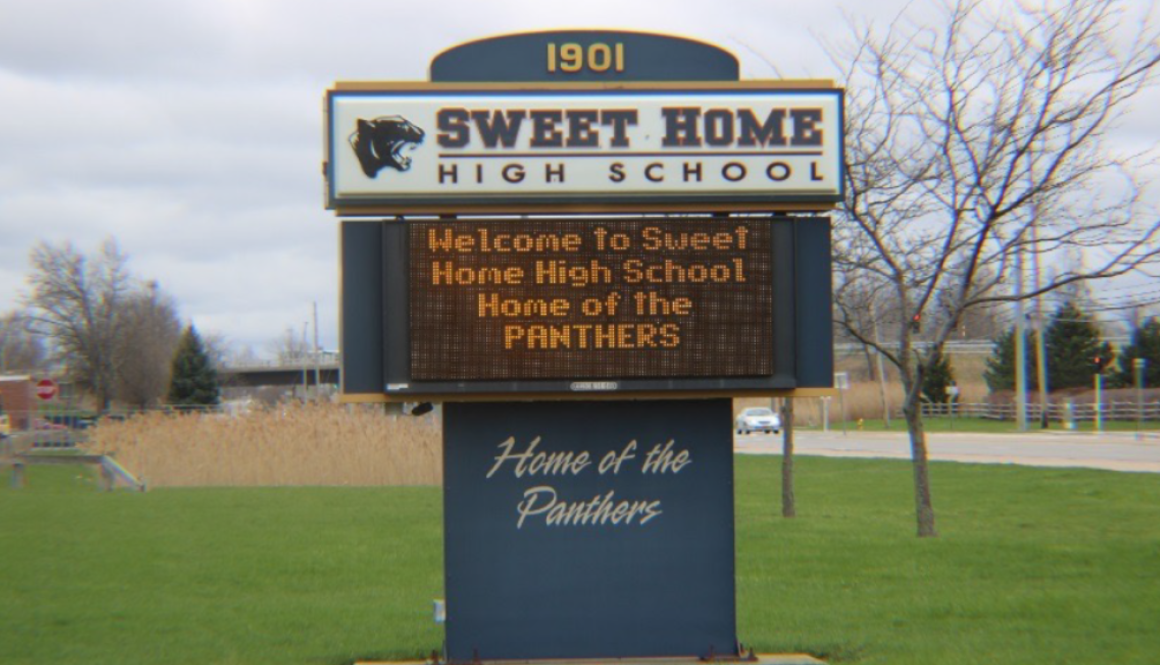 1901
SWEET HOME
HIGH SCHOOL
Welcome to Sweet
Home High School
Home of the
PANTHERS
Home of the
Panthers